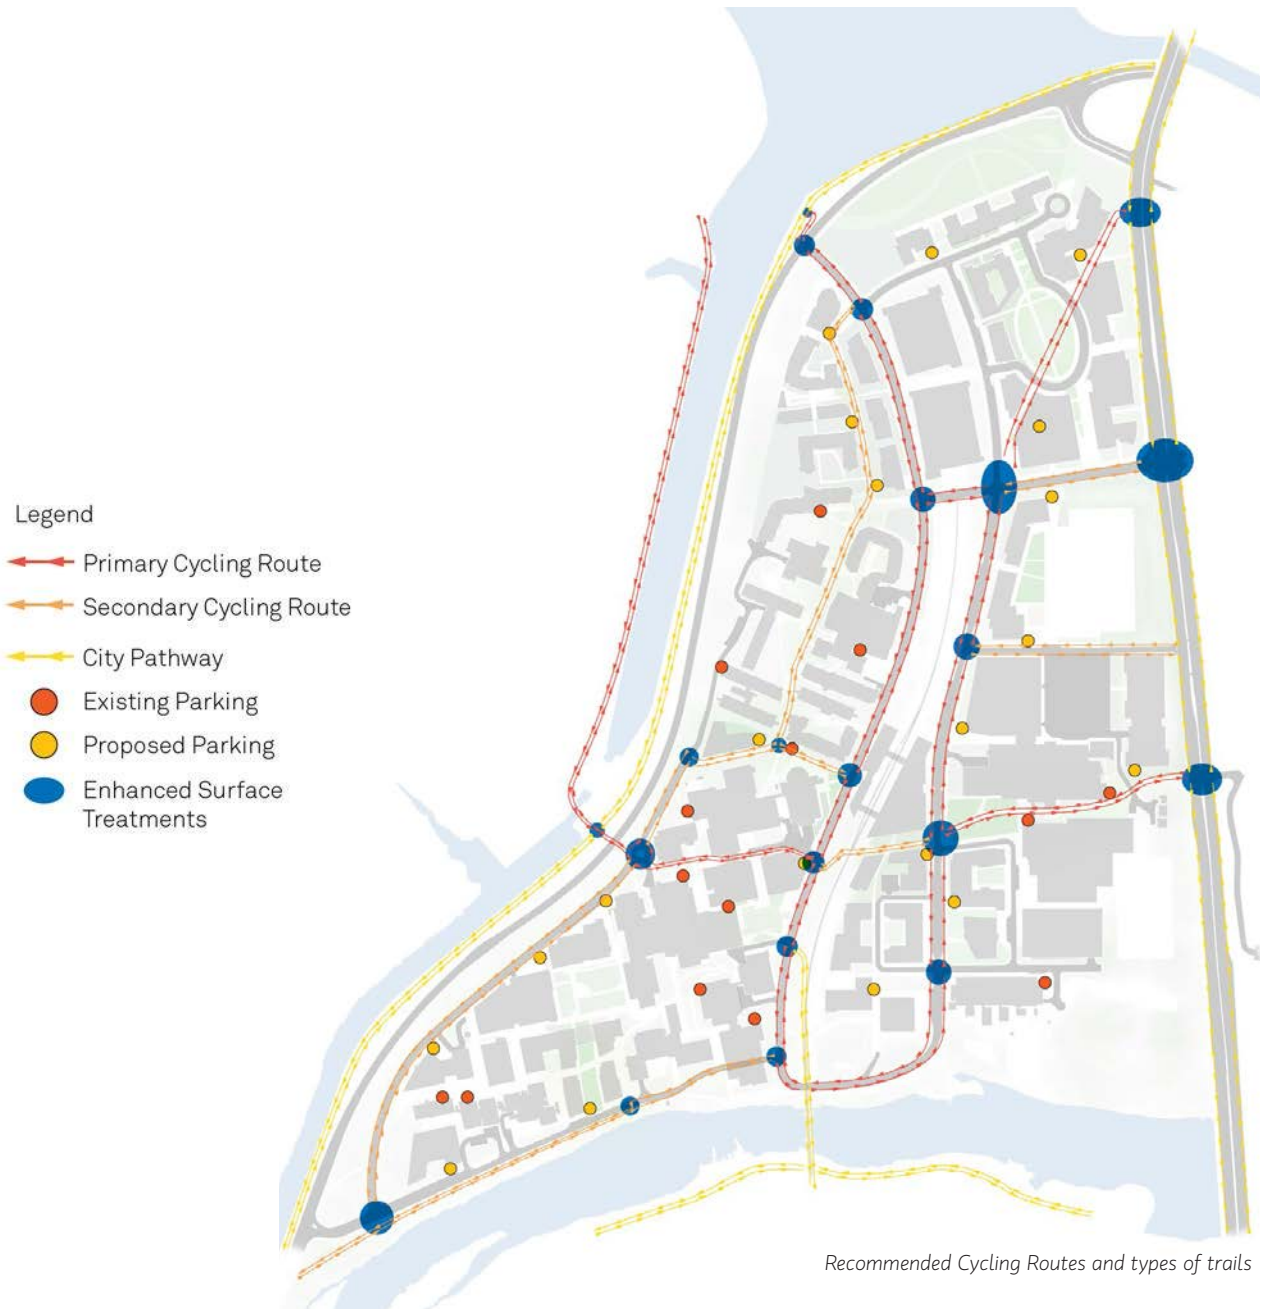 Legend
Primary Cycling Route
Secondary Cycling Route
City Pathway
Existing Parking
Proposed Parking
Enhanced Surface
Treatments
Recommended Cycling Routes and types of trails